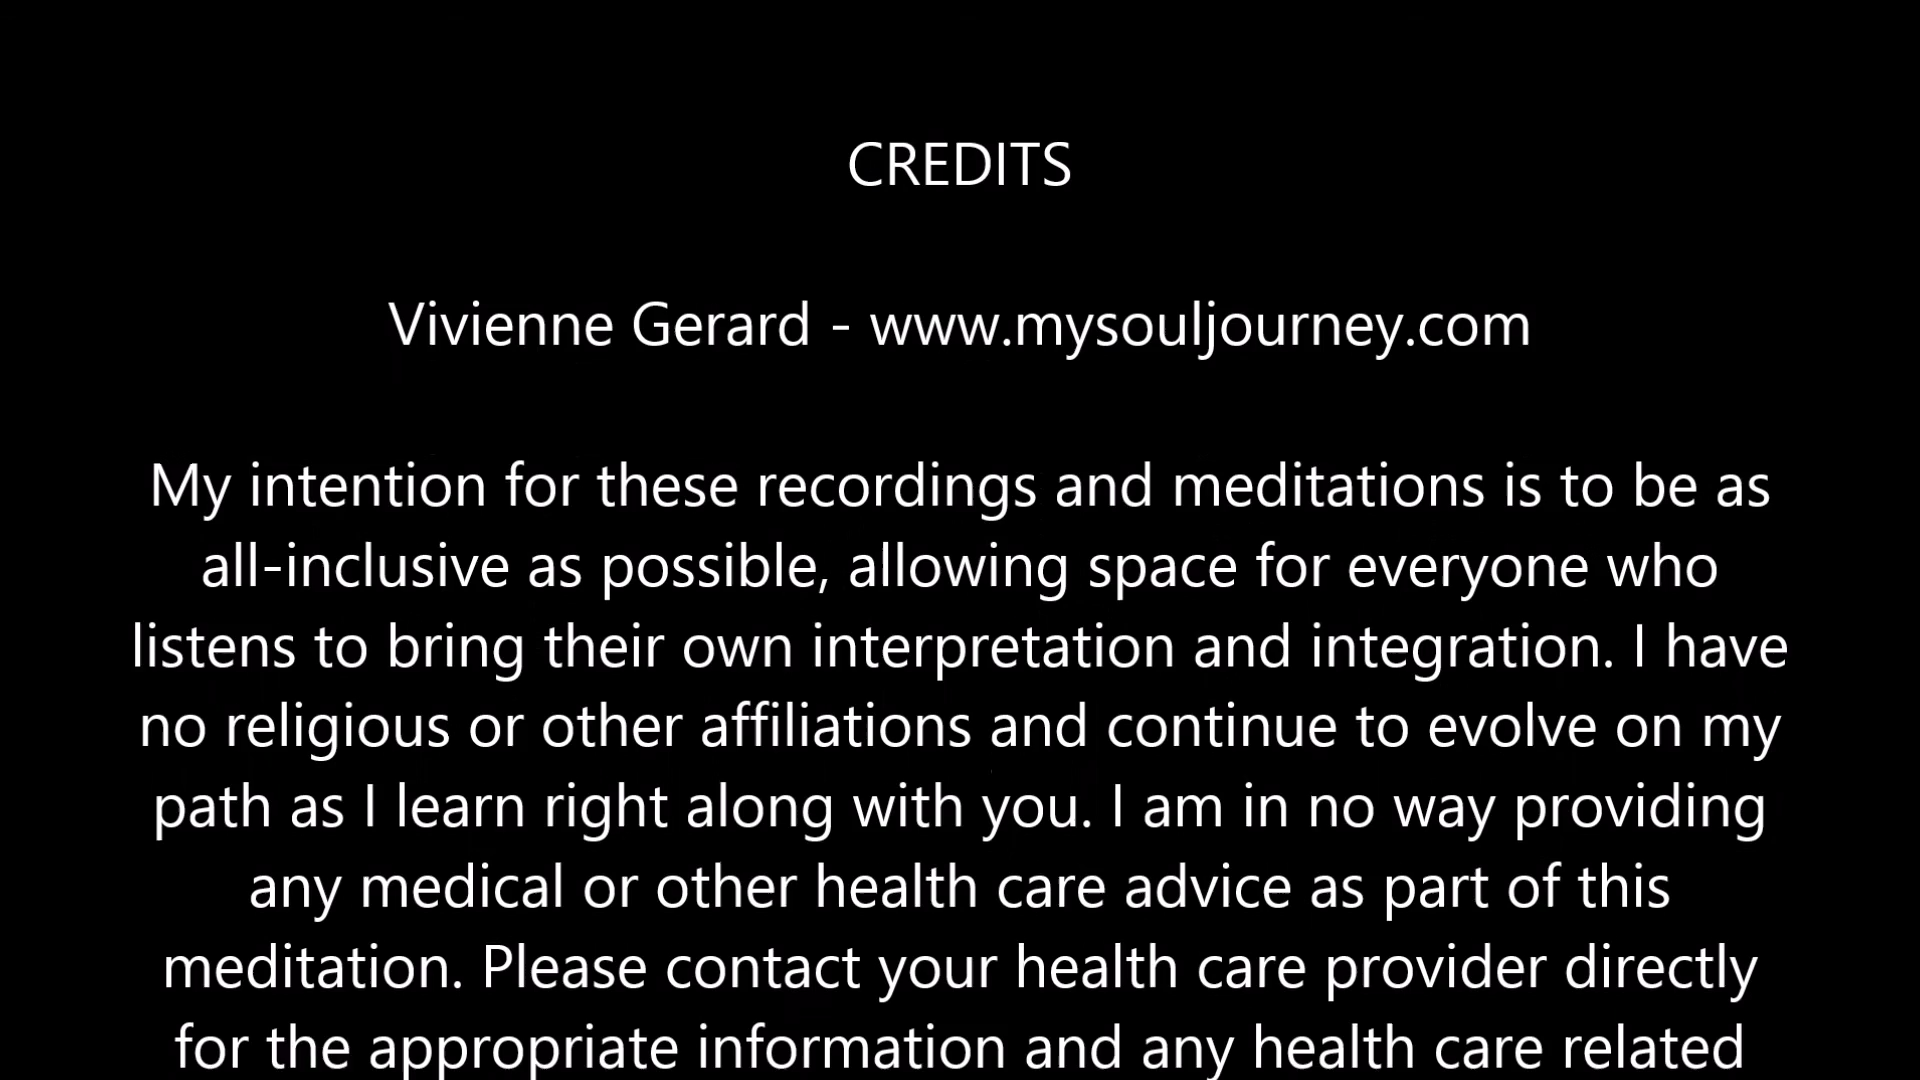 CREDITS
Vivienne Gerard - www.mysouljourney.com
My intention for these recordings and meditations is to be as
all-inclusive as possible, allowing space for everyone who
listens to bring their own interpretation and integration. I have
no religious or other affiliations and continue to evolve on my
path as I learn right along with you. I am in no way providing
any medical or other health care advice as part of this
meditation. Please contact your health care provider directly
for the appropriate information and any health care related